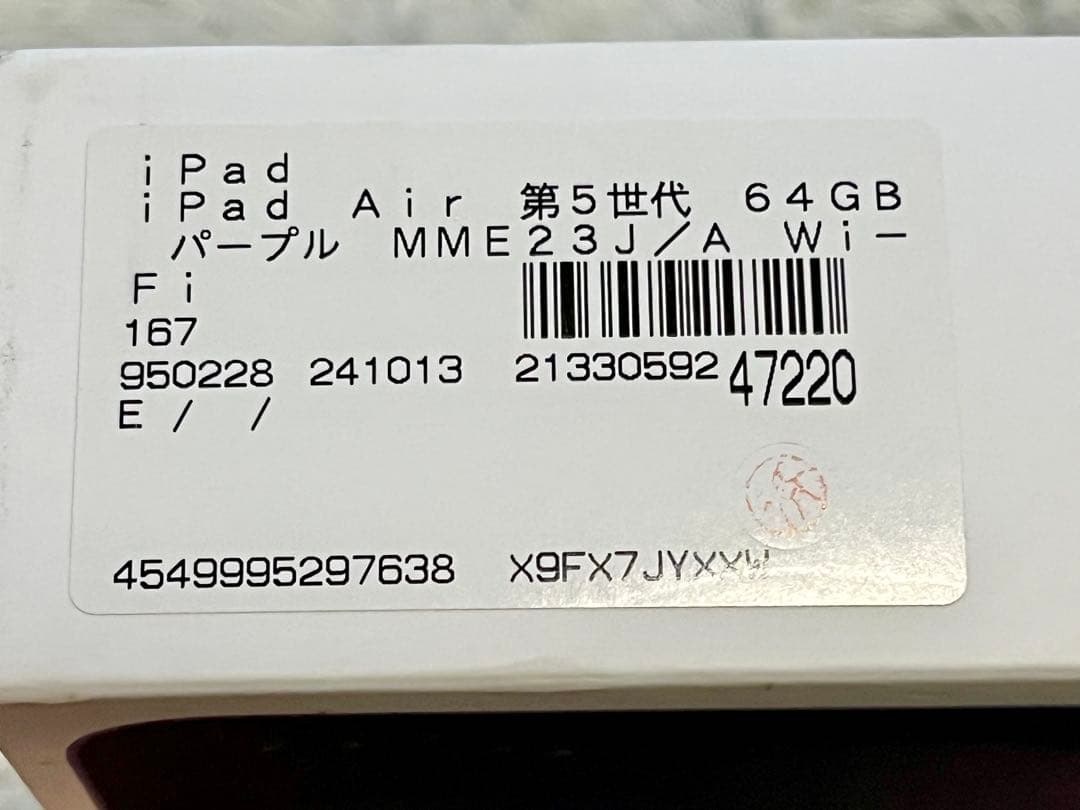 iPad
iPad Air 第5世代 64GB
パープル MME23J/A Wi-
Fi
167
950228 241013 21330592 47220
E / /
4549995297638 X9FX7JYXXW